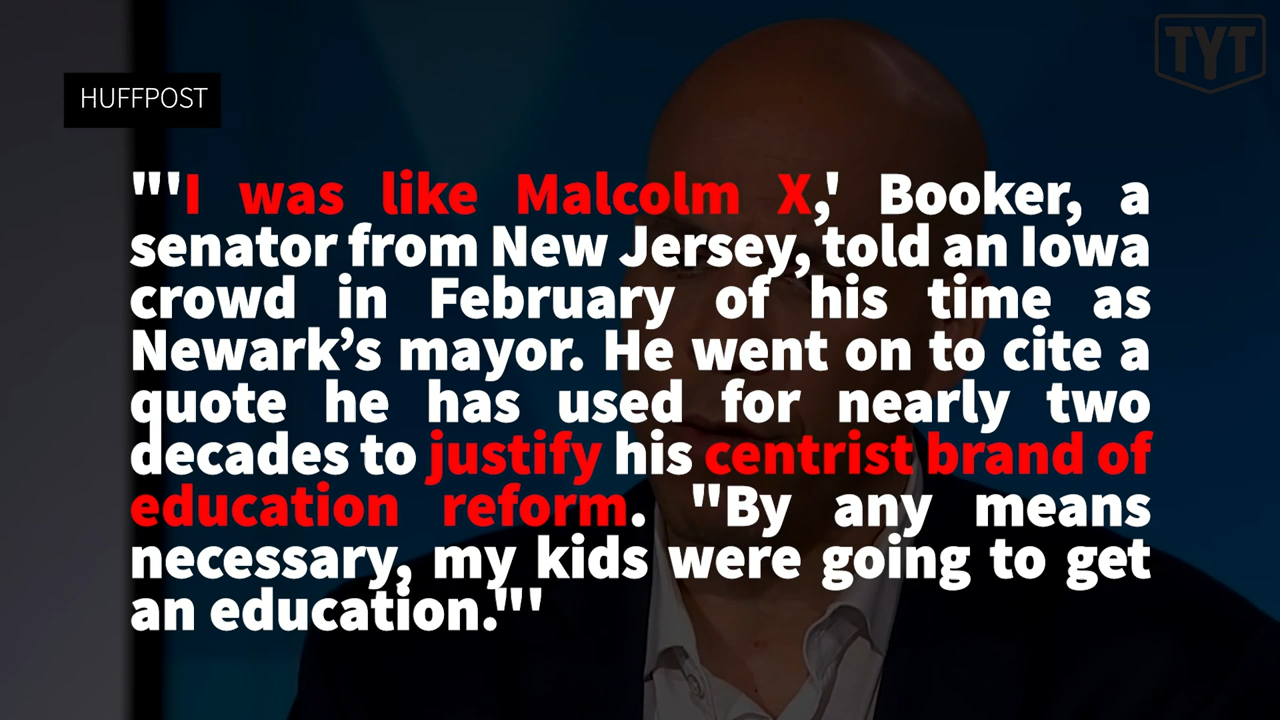 TYT
HUFFPOST
"'I was like Malcolm X,' Booker, a
senator from New Jersey, told an Iowa
crowd in February of his time as
Newark’s mayor. He went on to cite a
quote he has used for nearly two
decades to justify his centrist brand of
education reform. "By any means
necessary, my kids were going to get
an education."'